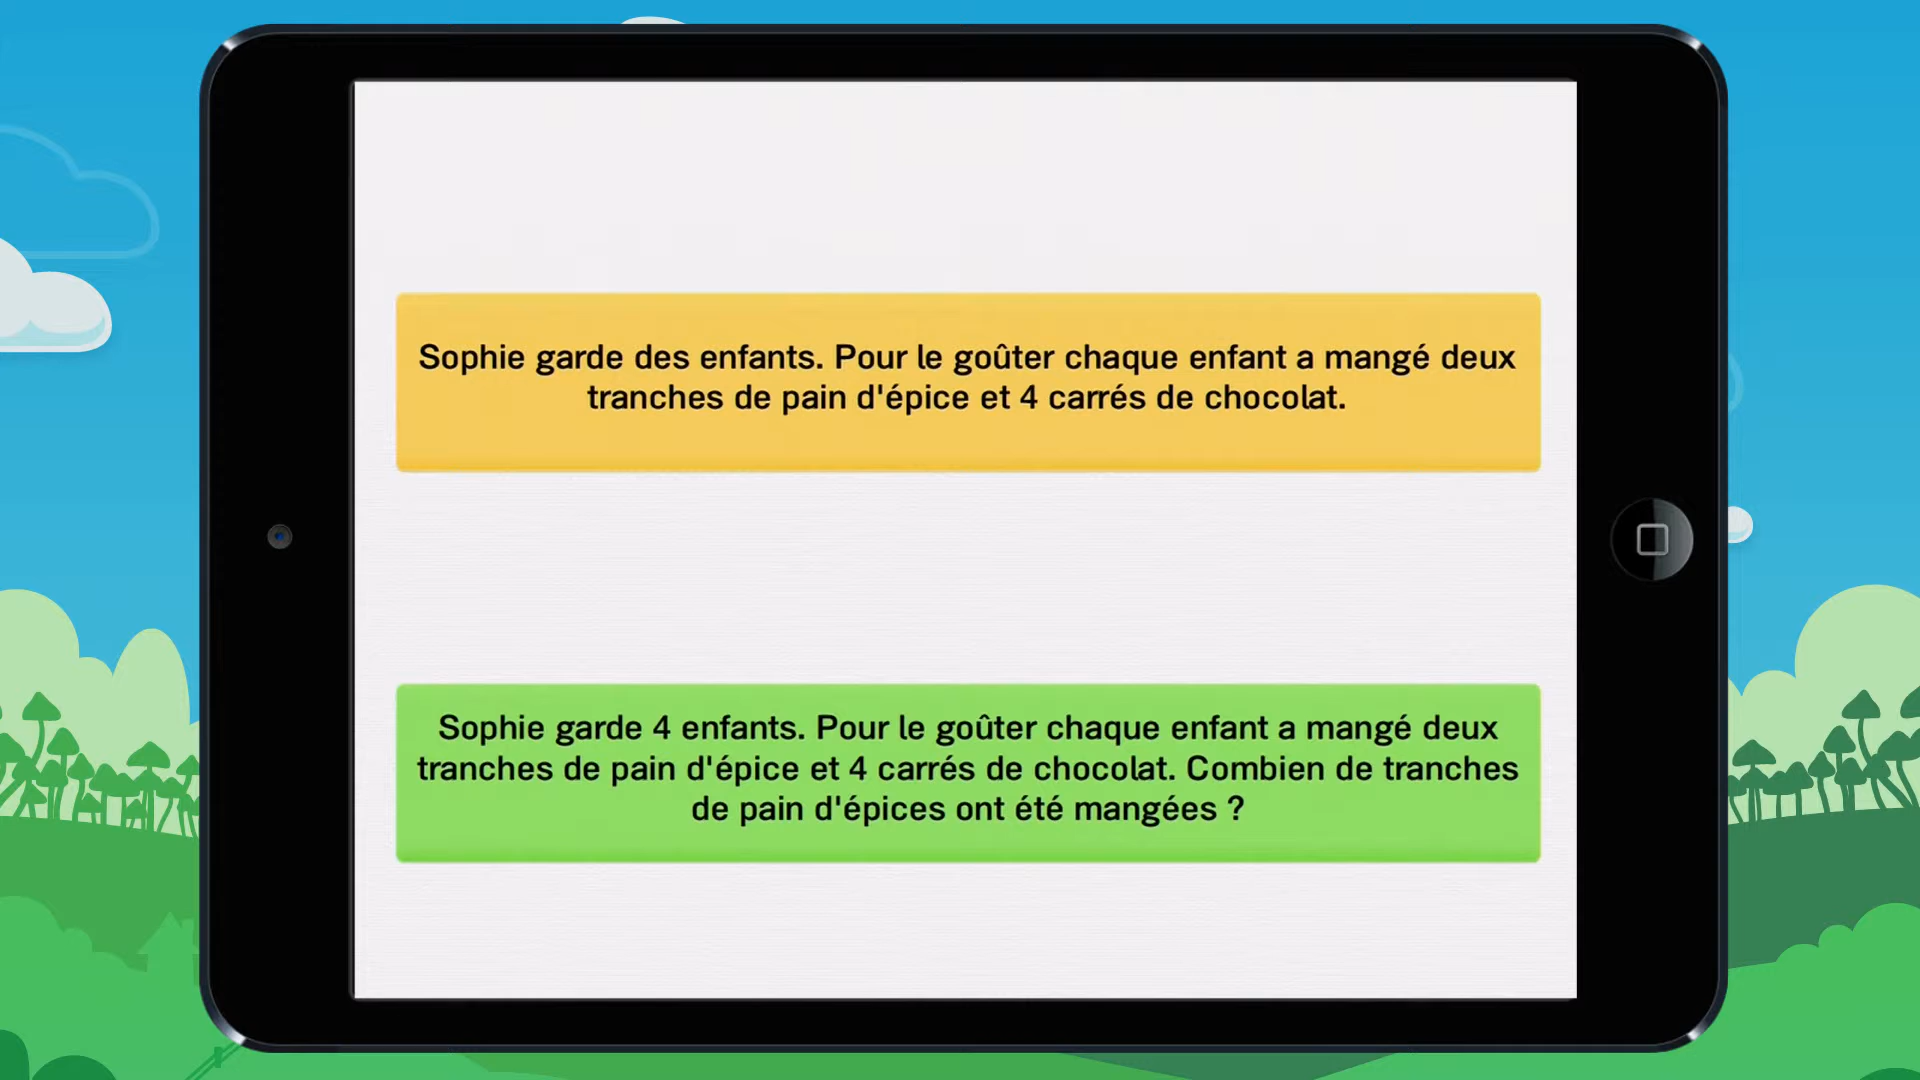 Sophie garde des enfants. Pour le goûter chaque enfant a mangé deux
tranches de pain d'épice et 4 carrés de chocolat.
Sophie garde 4 enfants. Pour le goûter chaque enfant a mangé deux
tranches de pain d'épice et 4 carrés de chocolat. Combien de tranches
de pain d'épices ont été mangées ?